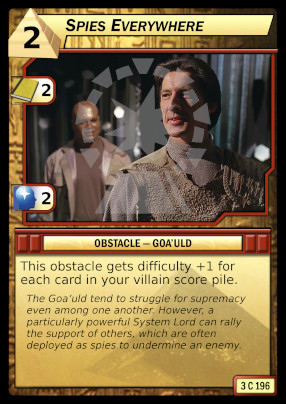 2
Spies Everywhere
2
2
OBSTACLE — GOA'ULD
This obstacle gets difficulty +1 for
each card in your villain score pile.
The Goa'uld tend to struggle for supremacy
even among one another. However, a
particularly powerful System Lord can rally
the support of others, which are often
deployed as spies to undermine an enemy.
3 C 196